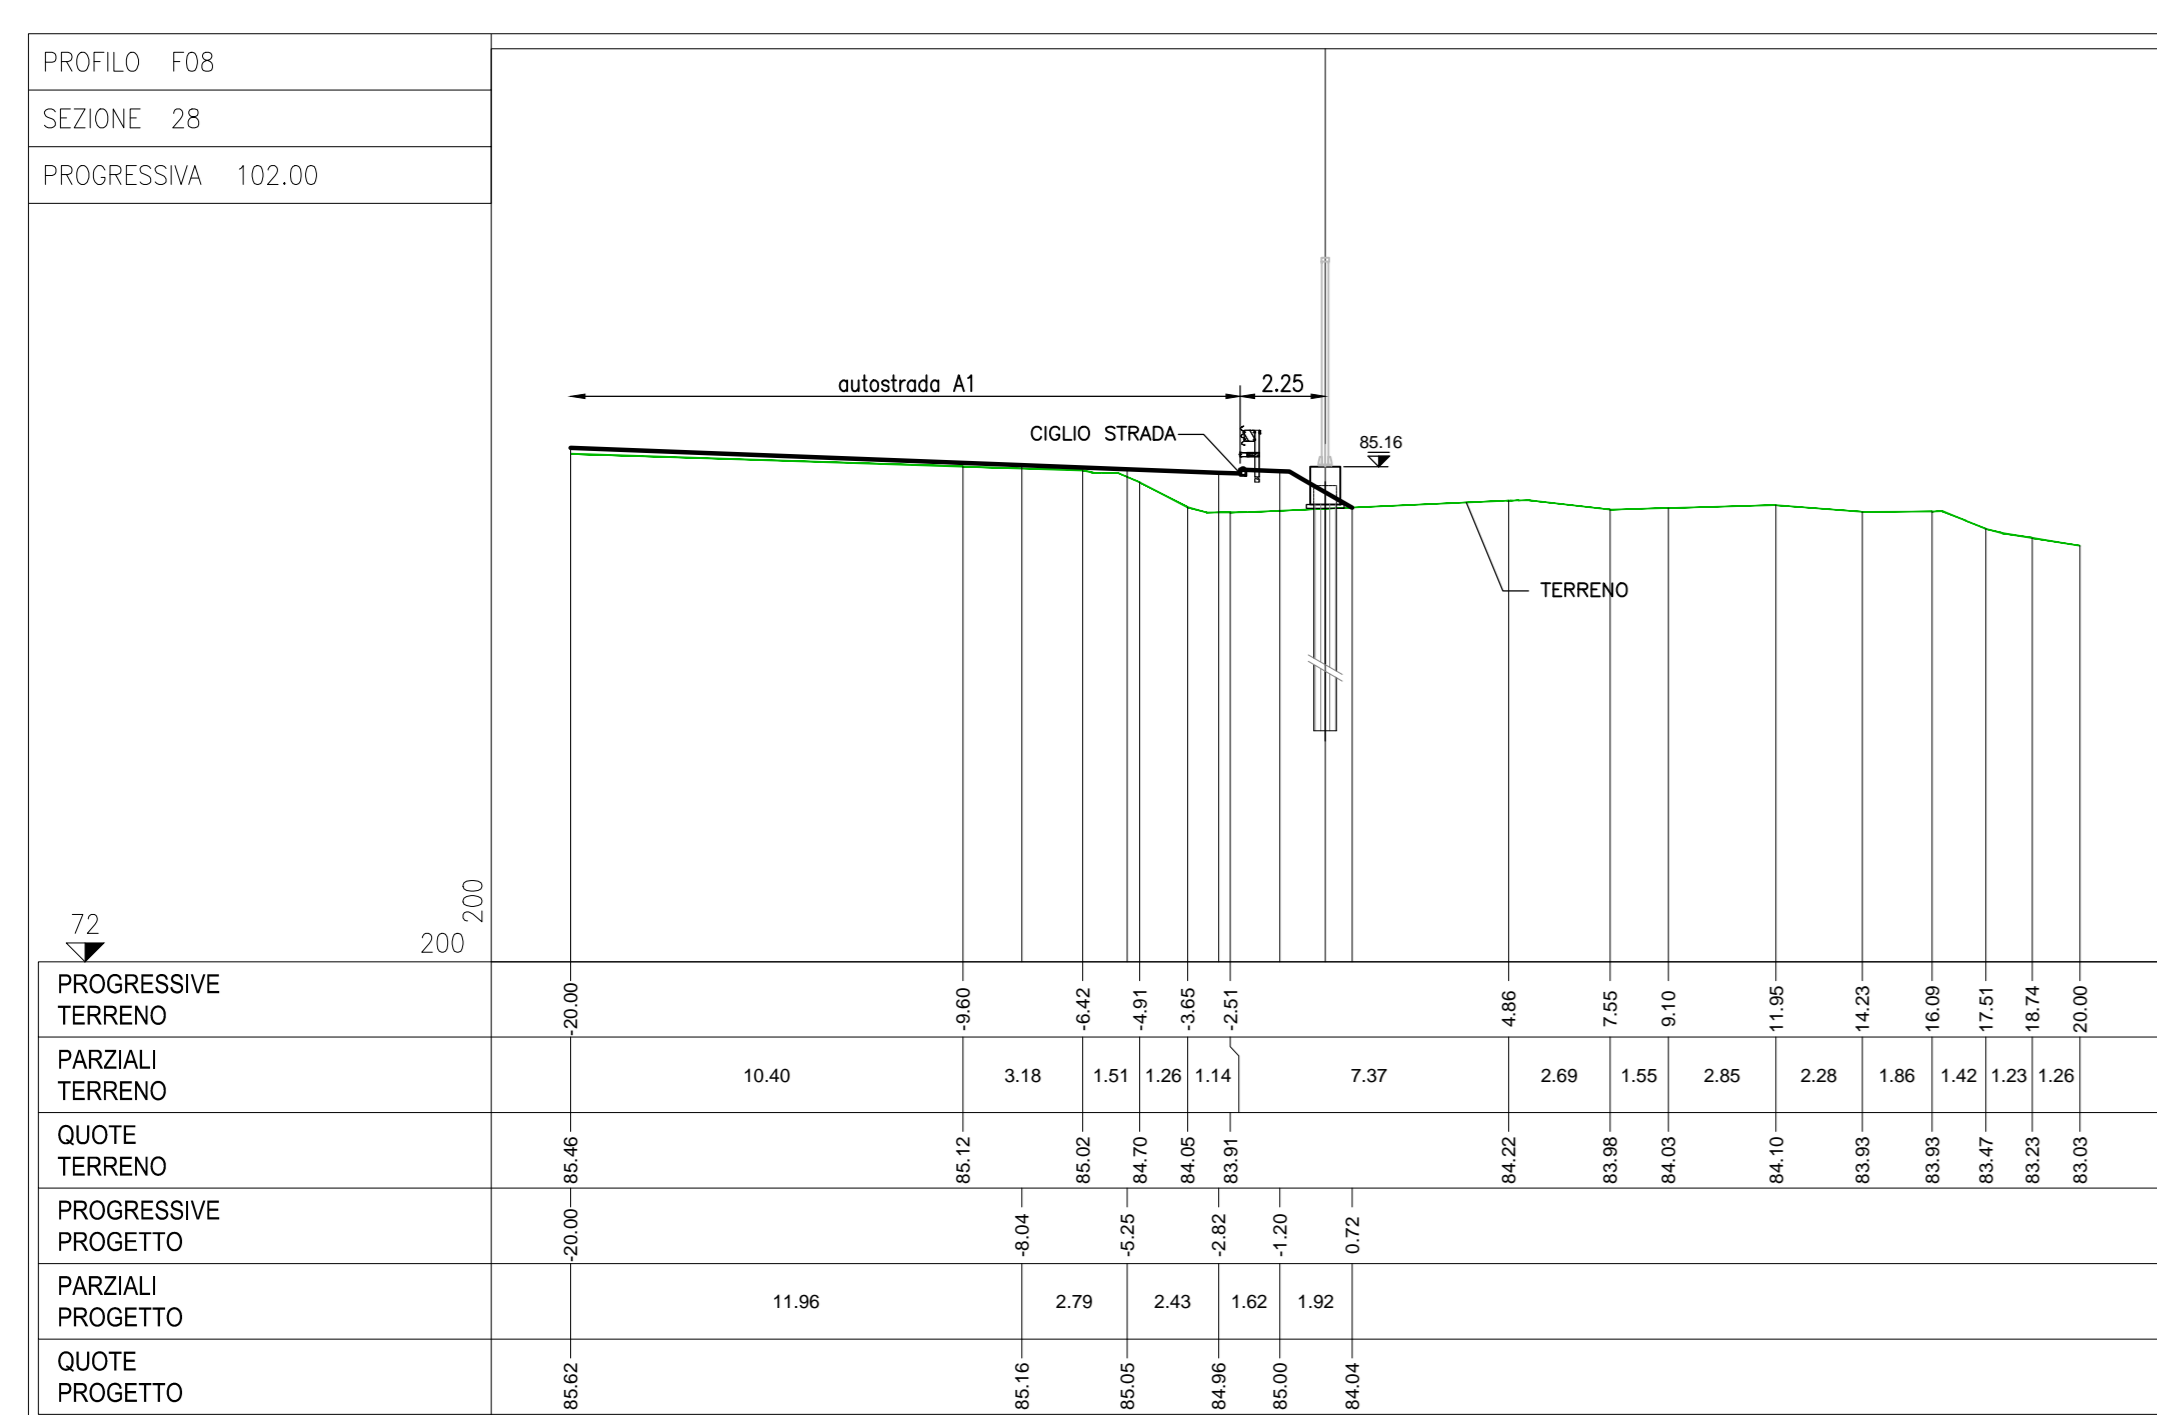 PROFILO F08
SEZIONE 28
PROGRESSIVA 102.00
autostrada A1
2.25
CIGLIO STRADA
85.16
TERRENO
72
200
200
PROGRESSIVE
TERRENO
-20.00 -9.60 -6.42 -4.91 -3.65 -2.51 4.86 7.55 9.10 11.95 14.23 16.09 17.51 18.74 20.00
PARZIALI
TERRENO
10.40 3.18 1.51 1.26 1.14 7.37 2.69 1.55 2.85 2.28 1.86 1.42 1.23 1.26
QUOTE
TERRENO
85.46 85.12 85.02 84.70 84.05 83.91 84.22 83.98 84.03 84.10 83.93 83.93 83.47 83.23 83.03
PROGRESSIVE
PROGETTO
-20.00 -8.04 -5.25 -2.82 -1.20 0.72
PARZIALI
PROGETTO
11.96 2.79 2.43 1.62 1.92
QUOTE
PROGETTO
85.62 85.16 85.05 84.96 85.00 84.04